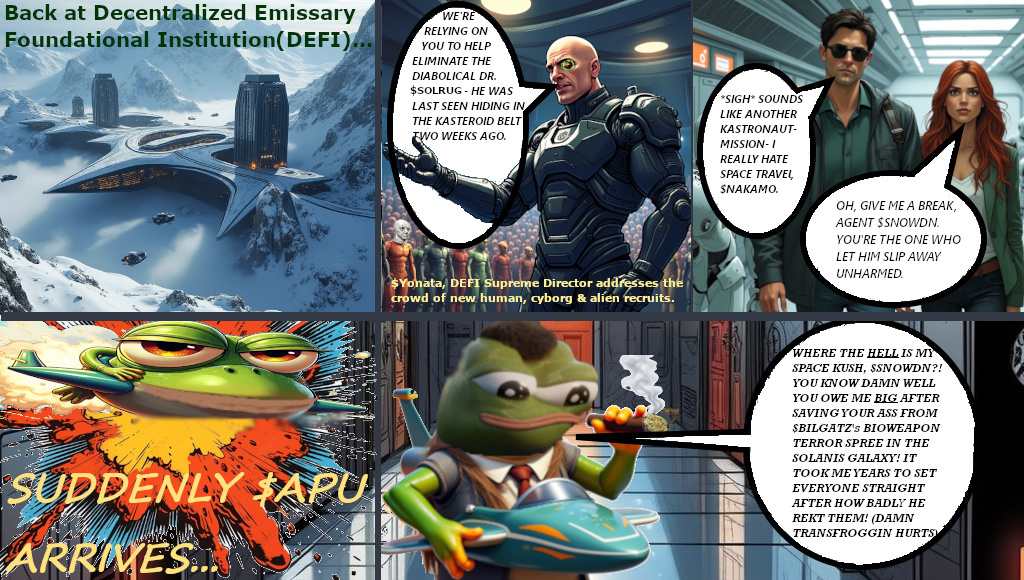 Back at Decentralized Emissary
Foundational Institution(DEFI)...
WE'RE
RELYING ON
YOU TO HELP
ELIMINATE THE
DIABOLICAL DR.
$SOLRUG - HE WAS
LAST SEEN HIDING IN
THE KASTEROID BELT
TWO WEEKS AGO.
$Yonata, DEFI Supreme Director addresses the
crowd of new human, cyborg & alien recruits.
*SIGH* SOUNDS
LIKE ANOTHER
KASTRONAUT-
MISSION- I
REALLY HATE
SPACE TRAVEL,
$NAKAMO.
OH, GIVE ME A BREAK,
AGENT $SNOWDN.
YOU'RE THE ONE WHO
LET HIM SLIP AWAY
UNHARMED.
SUDDENLY $APU
ARRIVES...
WHERE THE HELL IS MY
SPACE KUSH, $SNOWDN?!
YOU KNOW DAMN WELL
YOU OWE ME BIG AFTER
SAVING YOUR ASS FROM
$BILGATZ's BIOWEAPON
TERROR SPREE IN THE
SOLANIS GALAXY! IT
TOOK ME YEARS TO SET
EVERYONE STRAIGHT
AFTER HOW BADLY HE
REKT THEM! (DAMN
TRANSFROGGIN HURTS)